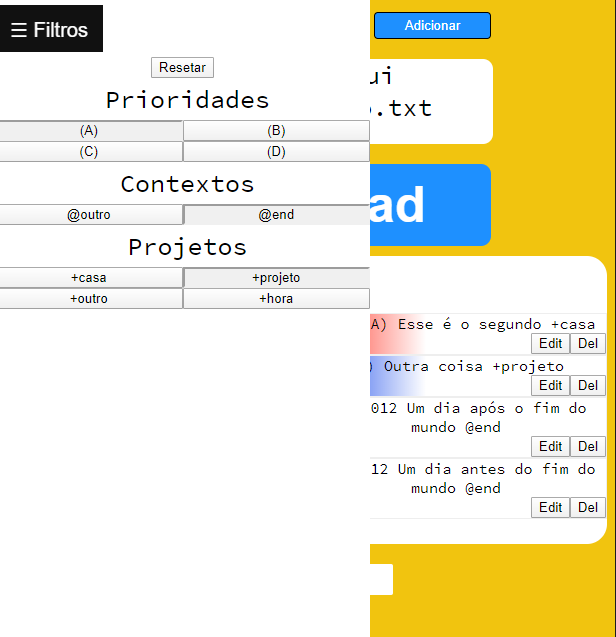 ☰ Filtros
Resetar
Prioridades
(A) (B)
(C) (D)
Contextos
@outro @end
Projetos
+casa +projeto
+outro +hora
Adicionar
ui
.txt
ad
A) Esse é o segundo +casa
Edit Del
) Outra coisa +projeto
Edit Del
012 Um dia após o fim do
mundo @end
Edit Del
12 Um dia antes do fim do
mundo @end
Edit Del